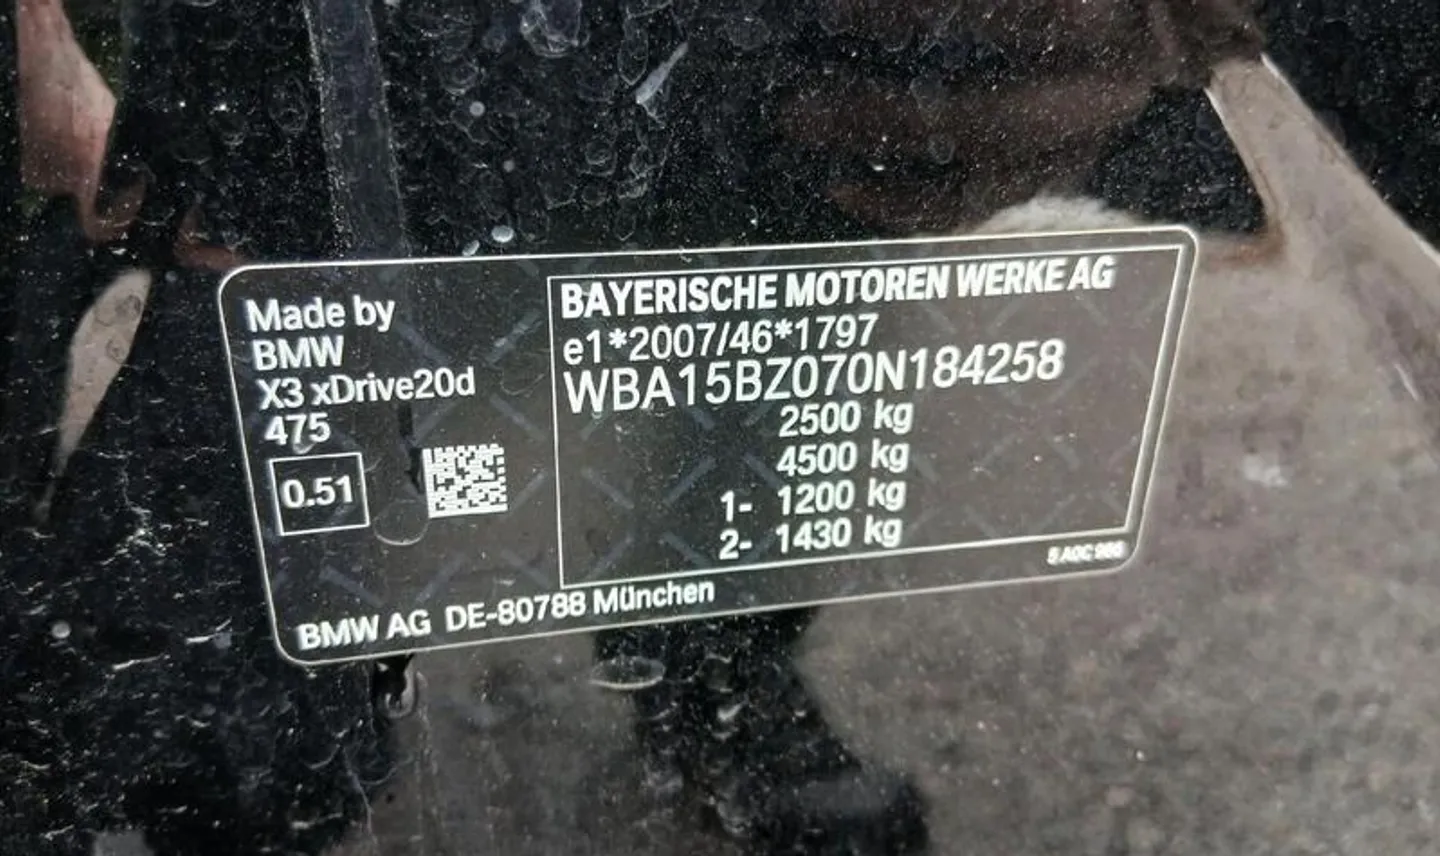 Made by
BMW
X3 xDrive20d
475
0.51
BAYERISCHE MOTOREN WERKE AG
e1*2007/46*1797
WBA15BZ070N184258
2500 kg
4500 kg
1- 1200 kg
2- 1430 kg
BMW AG DE-80788 München